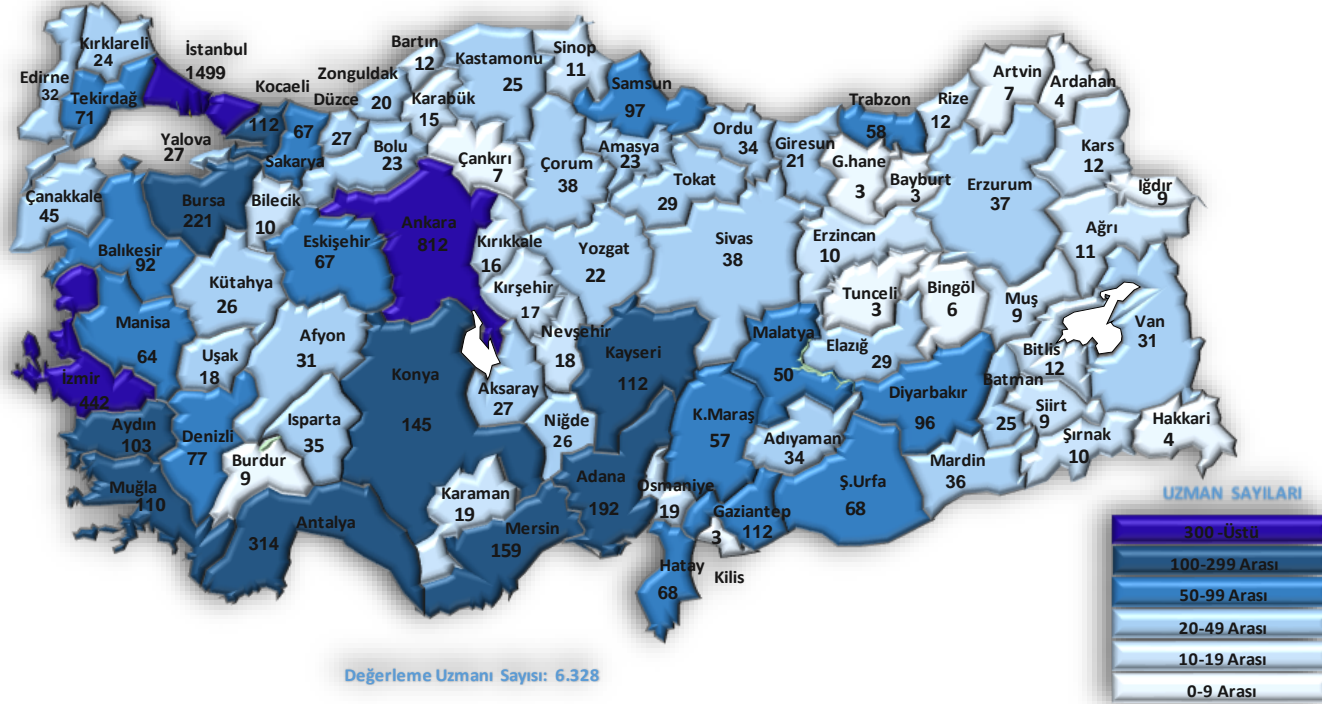 Kırklareli
24
İstanbul
1499
Edirne
32
Tekirdağ
71
Kocaeli
112
Yalova
27
Sakarya
67
Düzce
27
Zonguldak
20
Bartın
12
Karabük
15
Kastamonu
25
Sinop
11
Samsun
97
Bolu
23
Çankırı
7
Çorum
38
Amasya
23
Ordu
34
Tokat
29
Giresun
21
Trabzon
58
Rize
12
Artvin
7
Ardahan
4
G.hane
3
Bayburt
3
Erzurum
37
Kars
12
Iğdır
9
Ağrı
11
Çanakkale
45
Balıkesir
92
Bursa
221
Bilecik
10
Eskişehir
67
Ankara
812
Kırıkkale
16
Kırşehir
17
Yozgat
22
Sivas
38
Erzincan
10
Tunceli
3
Bingöl
6
Muş
9
Bitlis
12
Van
31
Kütahya
26
Manisa
64
İzmir
442
Uşak
18
Afyon
31
Konya
145
Aksaray
27
Nevşehir
18
Niğde
26
Kayseri
112
Malatya
50
Elazığ
29
Diyarbakır
96
Batman
25
Siirt
9
Şırnak
10
Hakkari
4
Aydın
103
Denizli
77
Muğla
110
Burdur
9
Isparta
35
Antalya
314
Karaman
19
Mersin
159
Adana
192
Osmaniye
19
K.Maraş
57
Adıyaman
34
Gaziantep
112
Kilis
3
Hatay
68
Ş.Urfa
68
Mardin
36
UZMAN SAYILARI
300 -Üstü
100-299 Arası
50-99 Arası
20-49 Arası
10-19 Arası
0-9 Arası
Değerleme Uzmanı Sayısı: 6.328